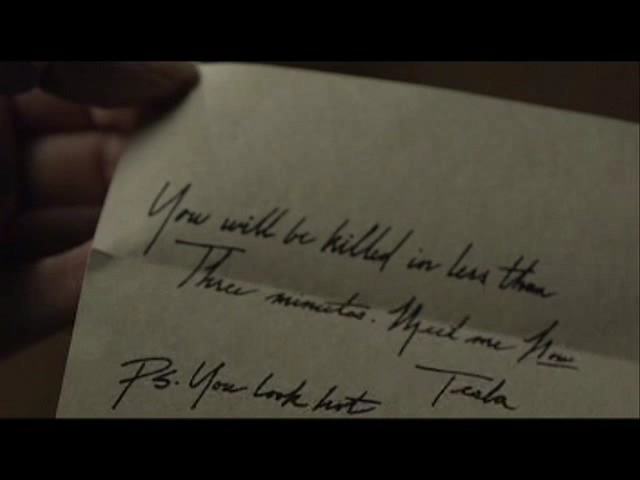 You will be killed in less than
Three minutes. Meet me Now
Tesla
Ps. You look hot